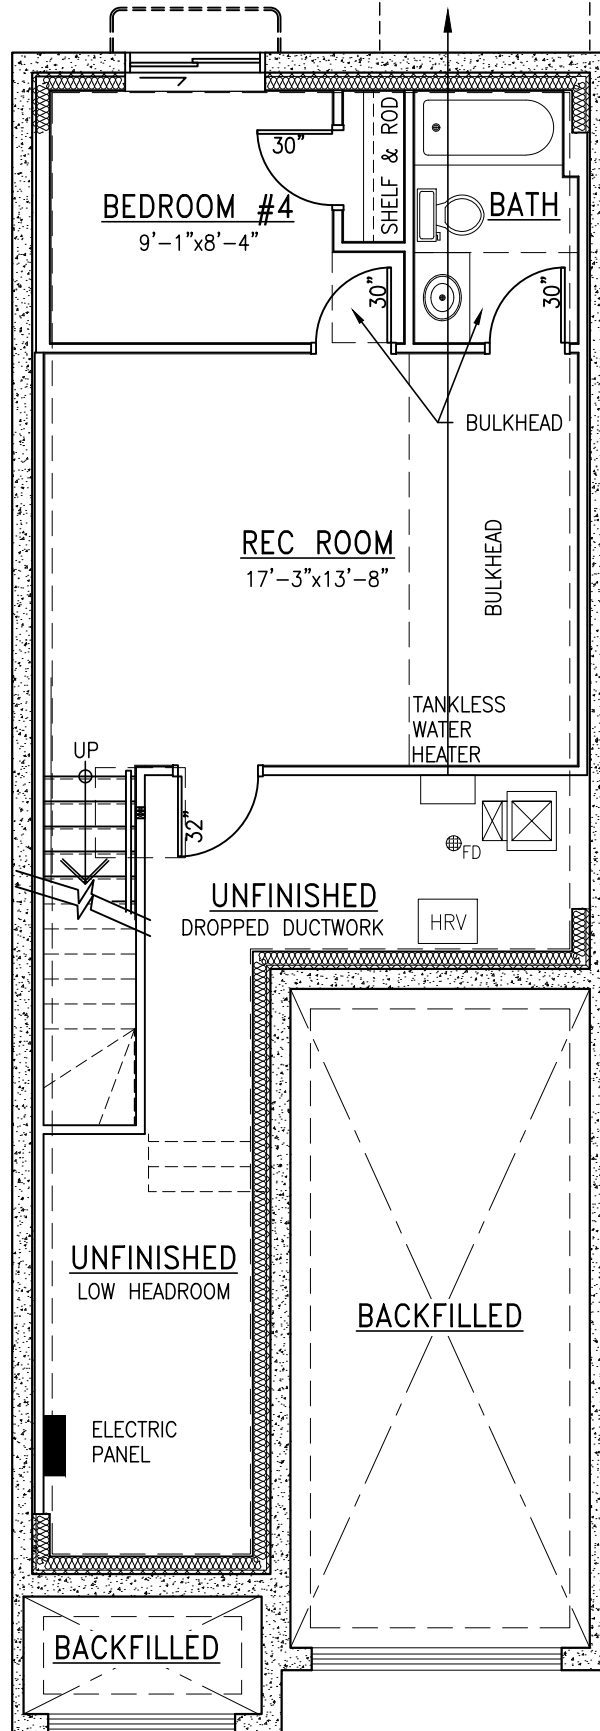 30"
SHELF & ROD
BEDROOM #4
9'-1"x8'-4"
BATH
30"
30"
BULKHEAD
REC ROOM
17'-3"x13'-8"
BULKHEAD
TANKLESS
WATER
HEATER
UP
32"
FD
UNFINISHED
DROPPED DUCTWORK
HRV
UNFINISHED
LOW HEADROOM
BACKFILLED
ELECTRIC
PANEL
BACKFILLED